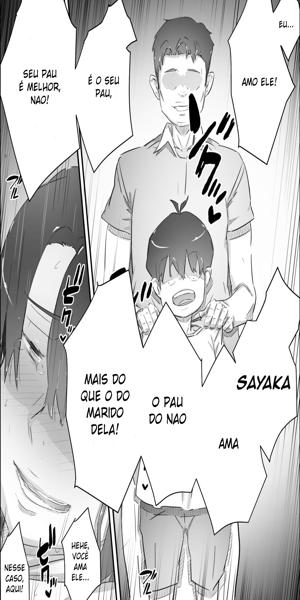 EU...
AMO ELE!
É O SEU
PAU,
SEU PAU
É MELHOR,
NAO!
SAYAKA
AMA
O PAU
DO NAO
MAIS DO
QUE O DO
MARIDO
DELA!
HEHE,
VOCÊ
AMA
ELE...
NESSE
CASO,
AQUI!